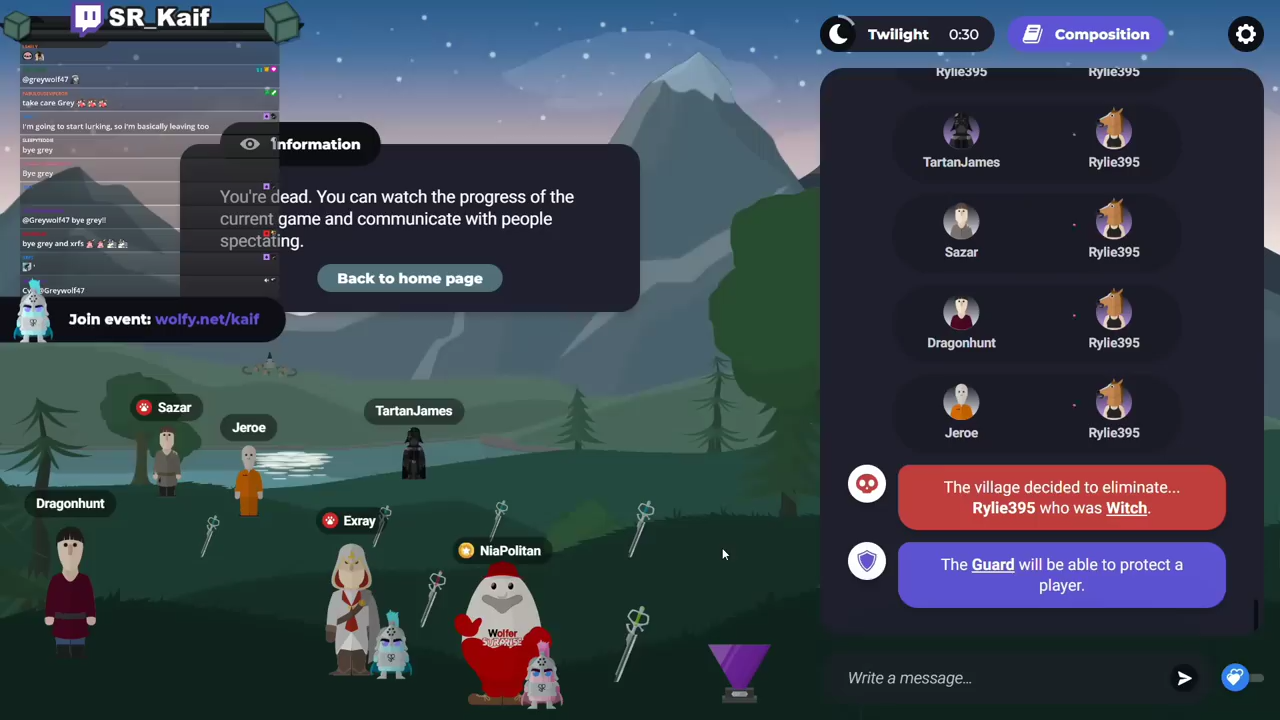 SR_Kaif
@greywolf47
take care Grey
I'm going to start lurking, so I'm basically leaving too
bye grey
Bye grey
@Greywolf47 bye grey!!
bye grey and xrfs
@Greywolf47
Information
You're dead. You can watch the progress of the
current game and communicate with people
spectating.
Back to home page
Join event: wolfy.net/kaif
Sazar
Jeroe
TartanJames
Dragonhunt
Exray
NiaPolitan
Wolfer
SURPRISE
Twilight 0:30
Composition
Rylie395 Rylie395
TartanJames Rylie395
Sazar Rylie395
Dragonhunt Rylie395
Jeroe Rylie395
The village decided to eliminate...
Rylie395 who was Witch.
The Guard will be able to protect a
player.
Write a message...